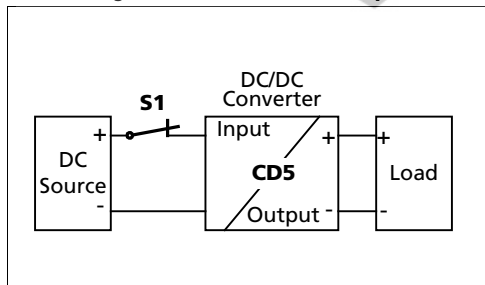 DC/DC
Converter
S1
Input
+
+
+
+
DC
Source
CD5
Load
-
Output
-
-